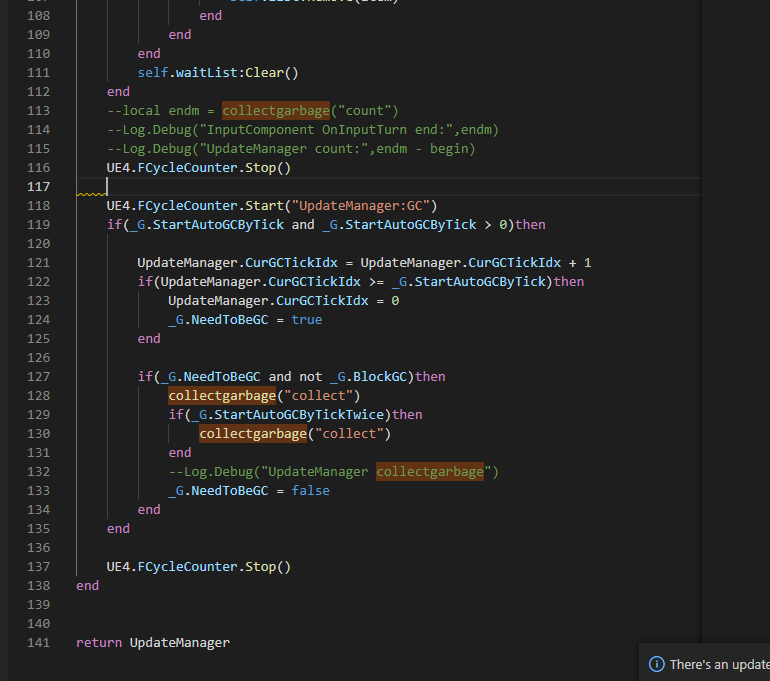 108 end
109 end
110 end
111 self.waitList:Clear()
112 end
113 --local endm = collectgarbage("count")
114 --Log.Debug("InputComponent OnInputTurn end:",endm)
115 --Log.Debug("UpdateManager count:",endm - begin)
116 UE4.FCycleCounter.Stop()
117
118 UE4.FCycleCounter.Start("UpdateManager:GC")
119 if(_G.StartAutoGCByTick and _G.StartAutoGCByTick > 0)then
120
121 UpdateManager.CurGCTickIdx = UpdateManager.CurGCTickIdx + 1
122 if(UpdateManager.CurGCTickIdx >= _G.StartAutoGCByTick)then
123 UpdateManager.CurGCTickIdx = 0
124 _G.NeedToBeGC = true
125 end
126
127 if(_G.NeedToBeGC and not _G.BlockGC)then
128 collectgarbage("collect")
129 if(_G.StartAutoGCByTickTwice)then
130 collectgarbage("collect")
131 end
132 --Log.Debug("UpdateManager collectgarbage")
133 _G.NeedToBeGC = false
134 end
135 end
136
137 UE4.FCycleCounter.Stop()
138 end
139
140
141 return UpdateManager
There's an update